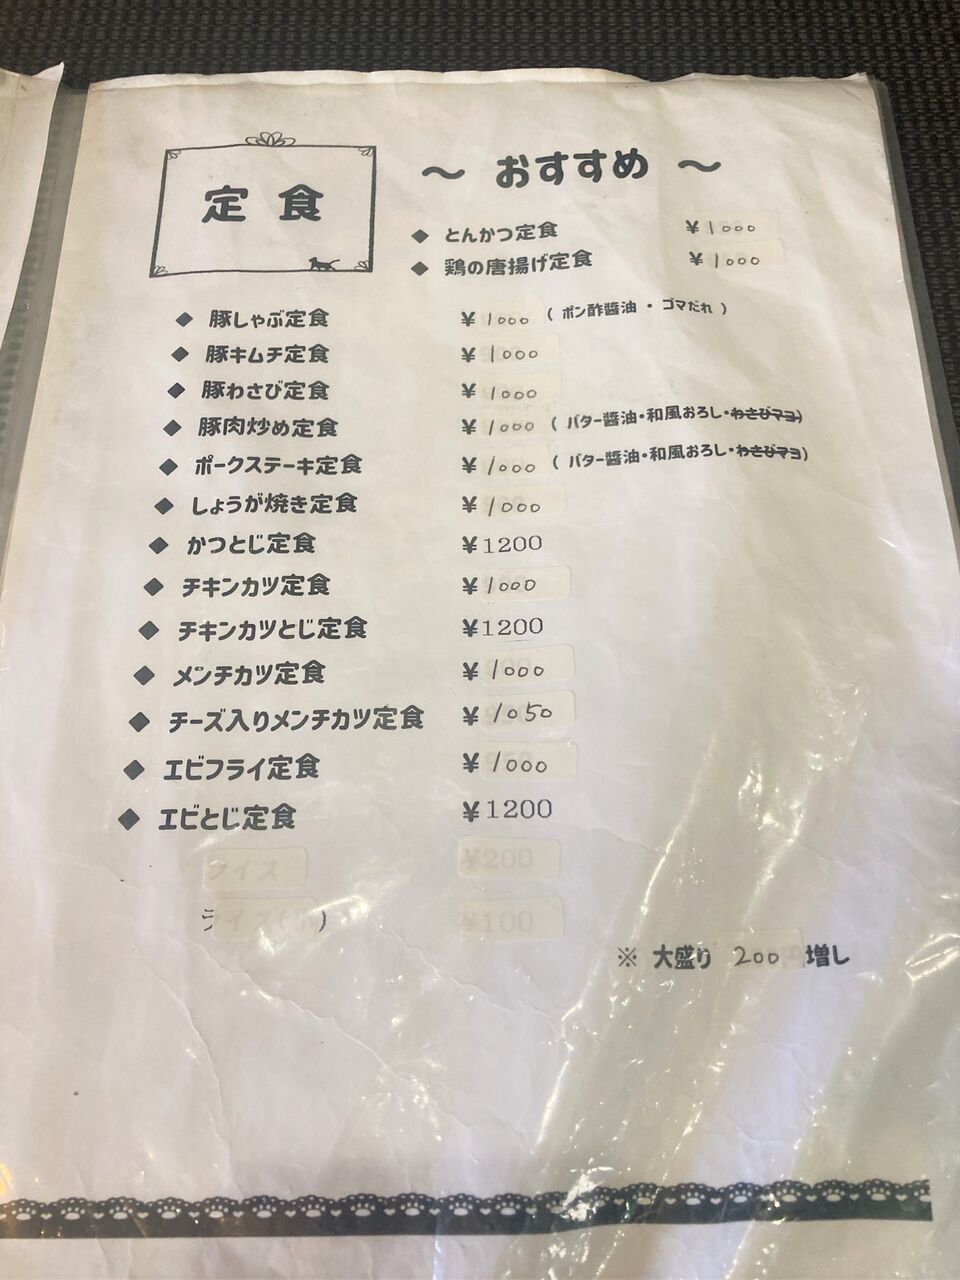 定食
～ おすすめ ～
◆ とんかつ定食 ¥1000
◆ 鶏の唐揚げ定食 ¥1000
◆ 豚しゃぶ定食 ¥1000 ( ポン酢醤油 ・ ゴマだれ )
◆ 豚キムチ定食 ¥1000
◆ 豚わさび定食 ¥1000
◆ 豚肉炒め定食 ¥1000 ( バター醤油・和風おろし・わさびマヨ)
◆ ポークステーキ定食 ¥1000 ( バター醤油・和風おろし・わさびマヨ)
◆ しょうが焼き定食 ¥1000
◆ かつとじ定食 ¥1200
◆ チキンカツ定食 ¥1000
◆ チキンカツとじ定食 ¥1200
◆ メンチカツ定食 ¥1000
◆ チーズ入りメンチカツ定食 ¥1050
◆ エビフライ定食 ¥1000
◆ エビとじ定食 ¥1200
ライス ¥200
ライス(小) ¥100
※ 大盛り 200 増し